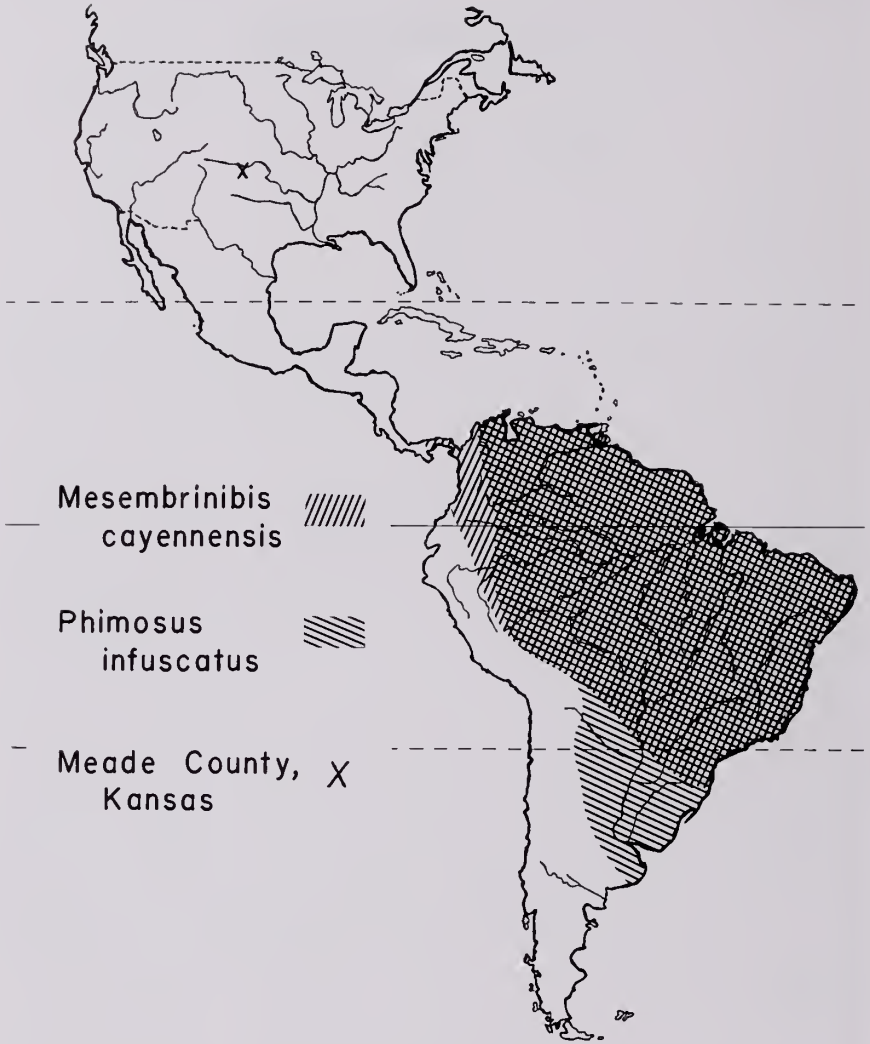 Mesembrinibis
cayennensis
Phimosus
infuscatus
Meade County, X
Kansas
X